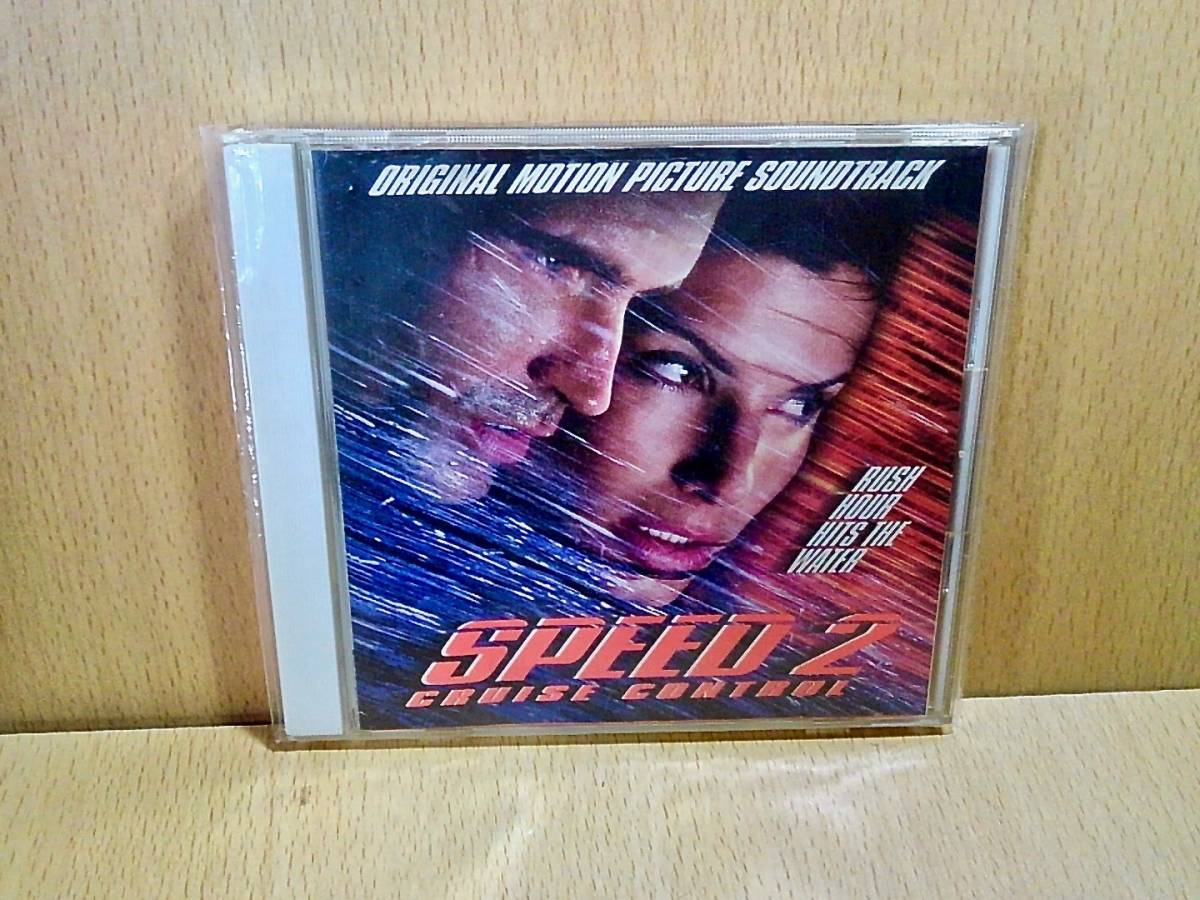 ORIGINAL MOTION PICTURE SOUNDTRACK
RUSH
HOUR
HITS THE
WATER
SPEED 2
CRUISE CONTROL